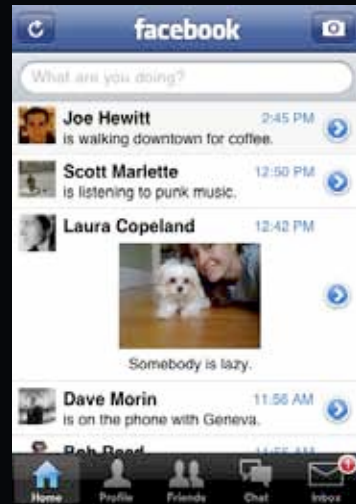 facebook
What are you doing?
Joe Hewitt 2:45 PM
is walking downtown for coffee.
Scott Marlette 12:50 PM
is listening to punk music.
Laura Copeland 12:42 PM
Somebody is lazy.
Dave Morin 11:56 AM
is on the phone with Geneva.
Home Profile Friends Chat Inbox